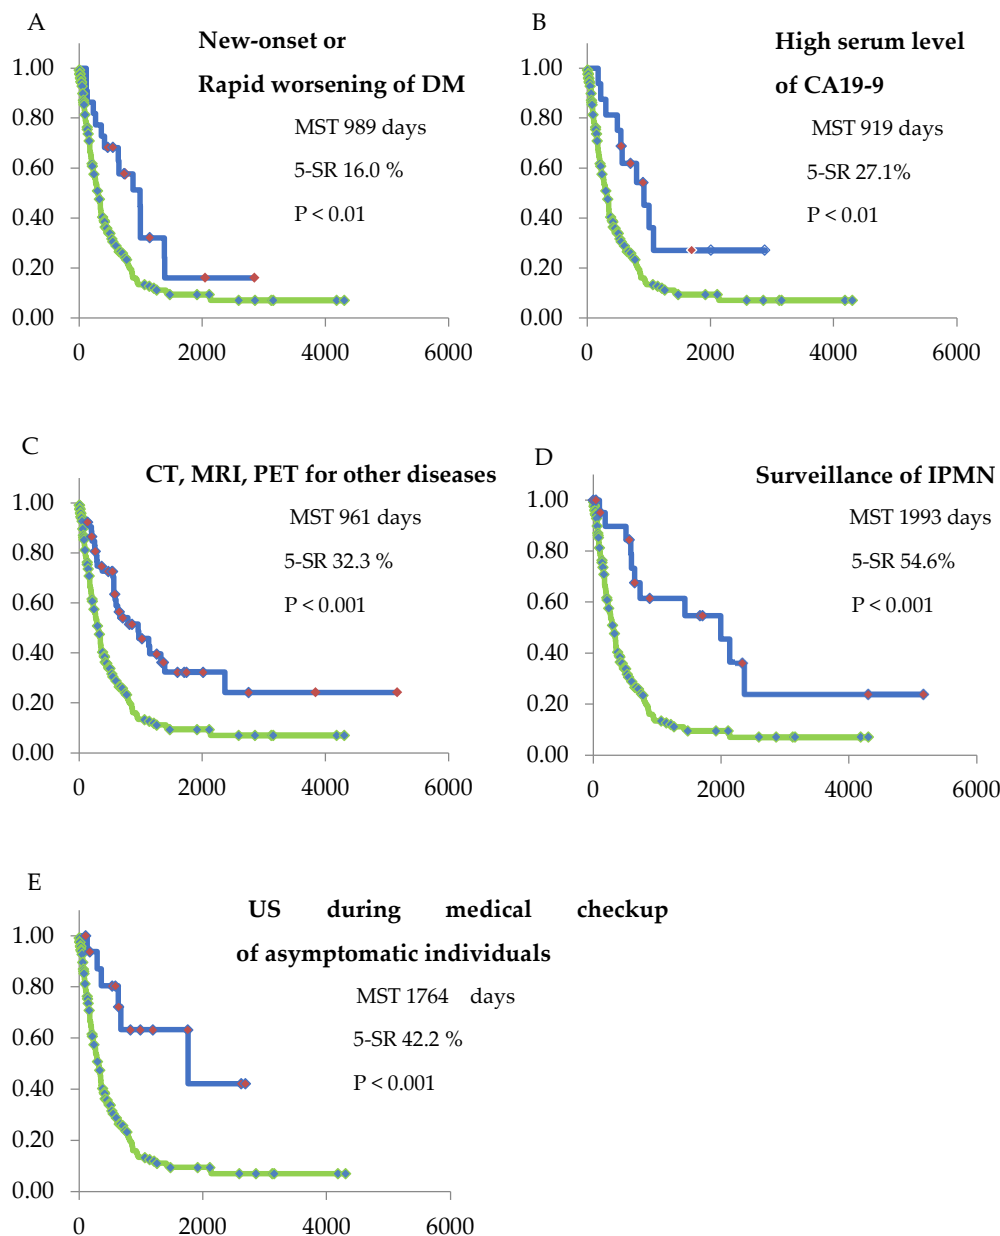 A
New-onset or
Rapid worsening of DM
MST 989 days
5-SR 16.0 %
P < 0.01
1.00
0.80
0.60
0.40
0.20
0.00
0 2000 4000 6000
B
High serum level
of CA19-9
MST 919 days
5-SR 27.1%
P < 0.01
1.00
0.80
0.60
0.40
0.20
0.00
0 2000 4000 6000
C
CT, MRI, PET for other diseases
MST 961 days
5-SR 32.3 %
P < 0.001
1.00
0.80
0.60
0.40
0.20
0.00
0 2000 4000 6000
D
Surveillance of IPMN
MST 1993 days
5-SR 54.6%
P < 0.001
1.00
0.80
0.60
0.40
0.20
0.00
0 2000 4000 6000
E
US during medical checkup
of asymptomatic individuals
MST 1764 days
5-SR 42.2 %
P < 0.001
1.00
0.80
0.60
0.40
0.20
0.00
0 2000 4000 6000